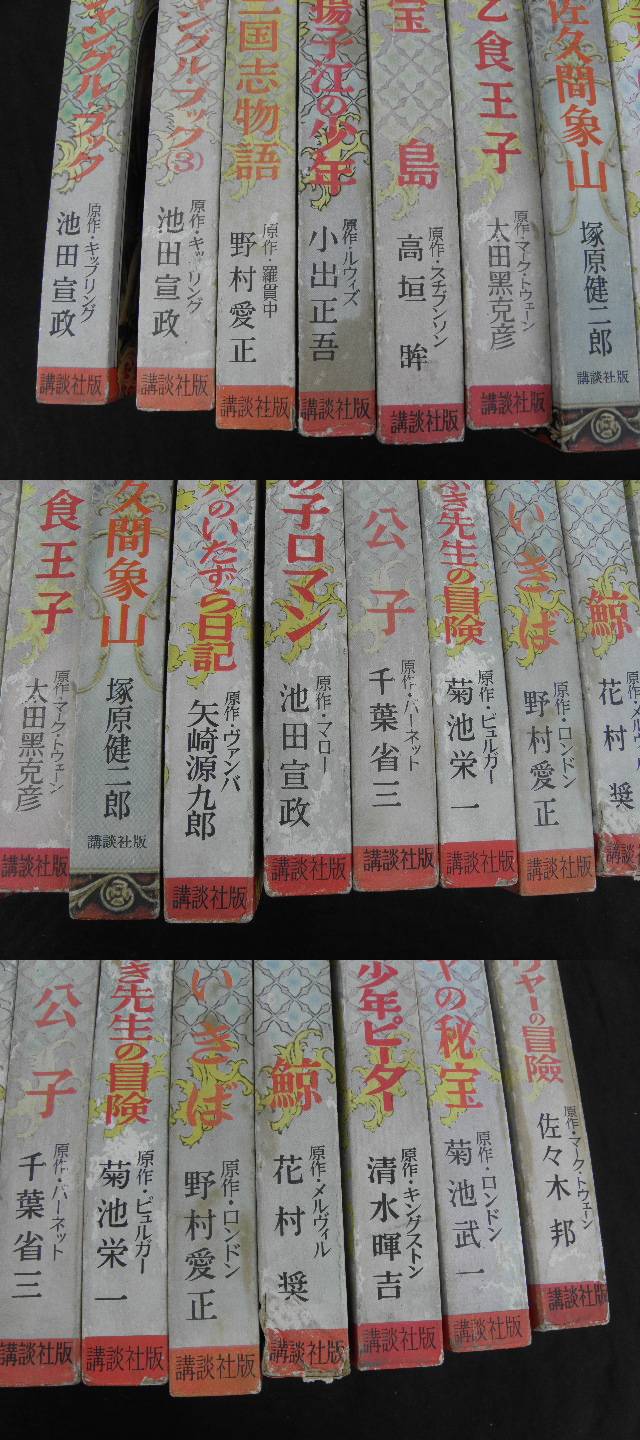 ャングル・ブック
原作・キップリング
池田宣政
講談社版
ャングル・ブック(3)
原作・キップリング
池田宣政
講談社版
三国志物語
原作・羅貫中
野村愛正
講談社版
揚子江の少年
原作・ルウィズ
小出正吾
講談社版
宝島
原作・スチブンソン
高垣眸
講談社版
乞食王子
原作・マーク・トウェーン
太田黒克彦
講談社版
佐久間象山
塚原健二郎
講談社版
食王子
原作・マーク・トウェーン
太田黒克彦
講談社版
久間象山
塚原健二郎
講談社版
のいたずら日記
原作・ヴァンバ
矢崎源九郎
講談社版
の子ロマン
原作・マロー
池田宣政
講談社版
公子
原作・バーネット
千葉省三
講談社版
き先生の冒険
原作・ビュルガー
菊池栄一
講談社版
いきば
原作・ロンドン
野村愛正
講談社版
鯨
原作・メルヴィル
花村奨
講談社
公子
原作・バーネット
千葉省三
講談社版
き先生の冒険
原作・ビュルガー
菊池栄一
講談社版
いきば
原作・ロンドン
野村愛正
講談社版
鯨
原作・メルヴィル
花村奨
講談社版
少年ピーター
原作・キングストン
清水暉吉
講談社版
ヤの秘宝
原作・ロンドン
菊池武一
講談社版
リヤーの冒険
原作・マーク・トウェーン
佐々木邦
講談社版